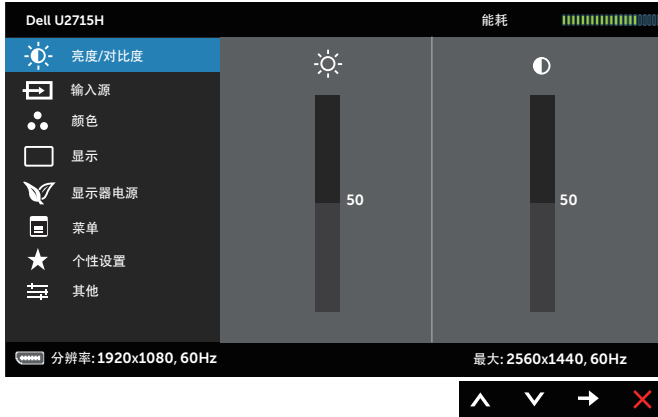 Dell U2715H 能耗
亮度/对比度
输入源
颜色
显示
显示器电源
菜单
个性设置
其他
50 50
分辨率: 1920x1080, 60Hz 最大: 2560x1440, 60Hz